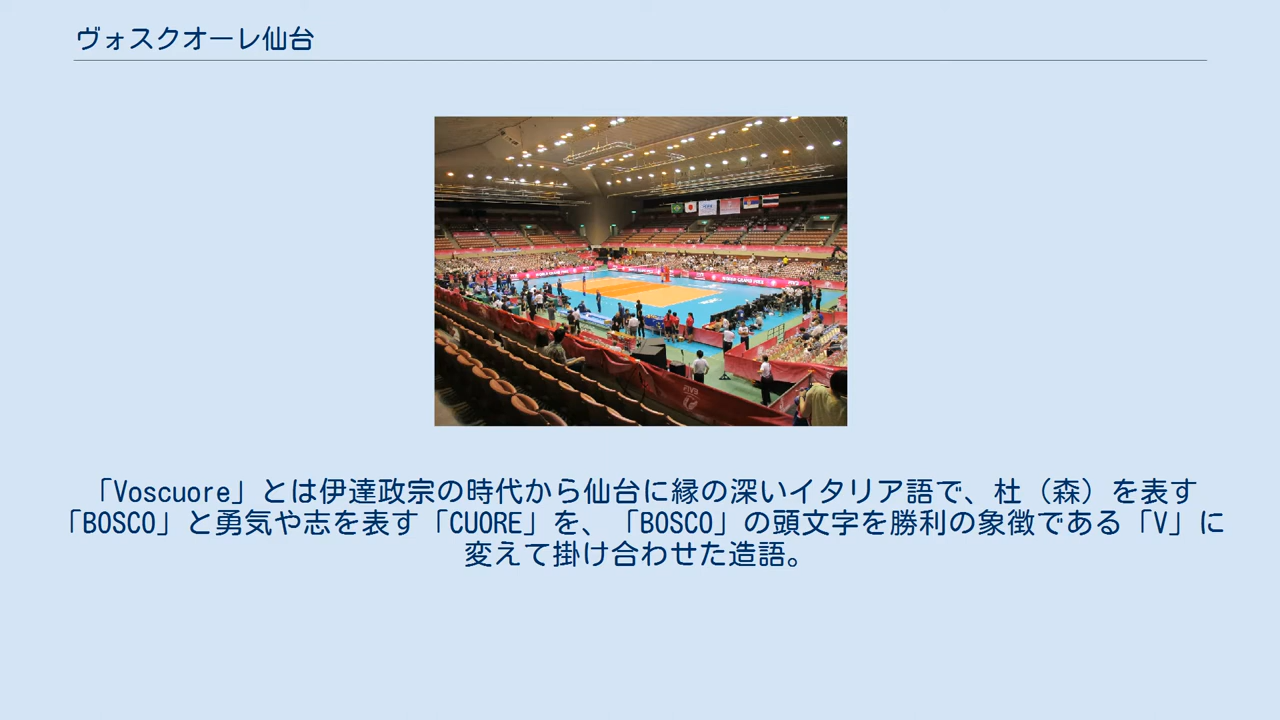 ヴォスクオーレ仙台
「Voscuore」とは伊達政宗の時代から仙台に縁の深いイタリア語で、杜（森）を表す
「BOSCO」と勇気や志を表す「CUORE」を、「BOSCO」の頭文字を勝利の象徴である「V」に
変えて掛け合わせた造語。